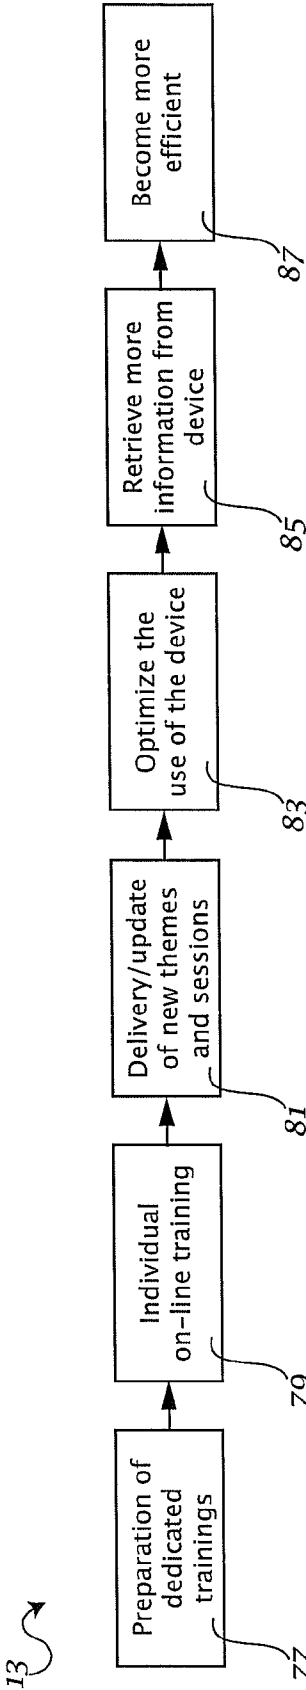 13
Preparation of
dedicated
trainings
77
Individual
on-line training
79
Delivery/update
of new themes
and sessions
81
Optimize the
use of the device
83
Retrieve more
information from
device
85
Become more
efficient
87